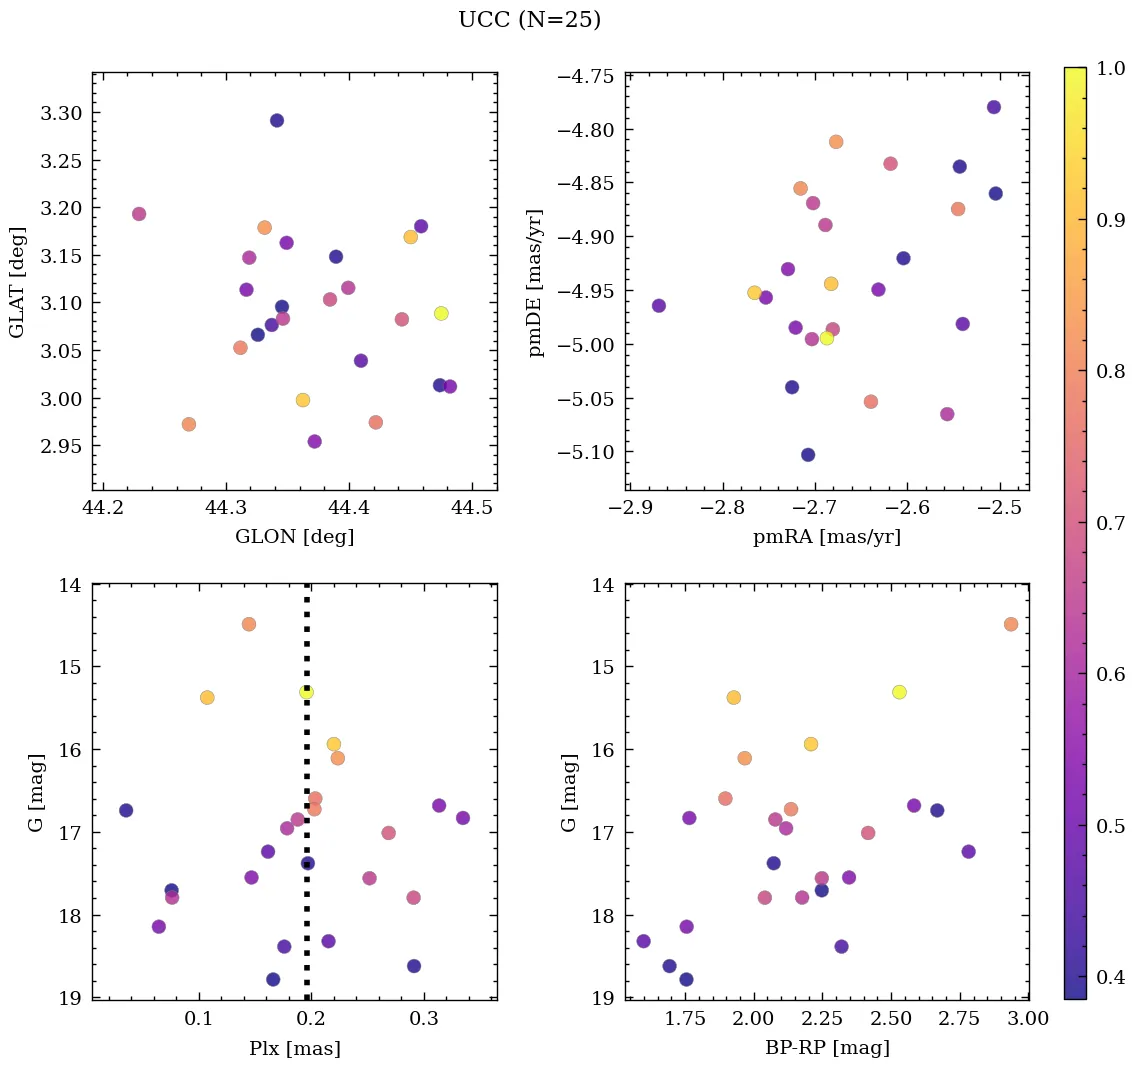 UCC (N=25)
3.30
3.25
3.20
3.15
3.10
3.05
3.00
2.95
GLAT [deg]
44.2 44.3 44.4 44.5
GLON [deg]
−4.75
−4.80
−4.85
−4.90
−4.95
−5.00
−5.05
−5.10
pmDE [mas/yr]
−2.9 −2.8 −2.7 −2.6 −2.5
pmRA [mas/yr]
14
15
16
17
18
19
G [mag]
0.1 0.2 0.3
Plx [mas]
14
15
16
17
18
19
G [mag]
1.75 2.00 2.25 2.50 2.75 3.00
BP-RP [mag]
1.0
0.9
0.8
0.7
0.6
0.5
0.4